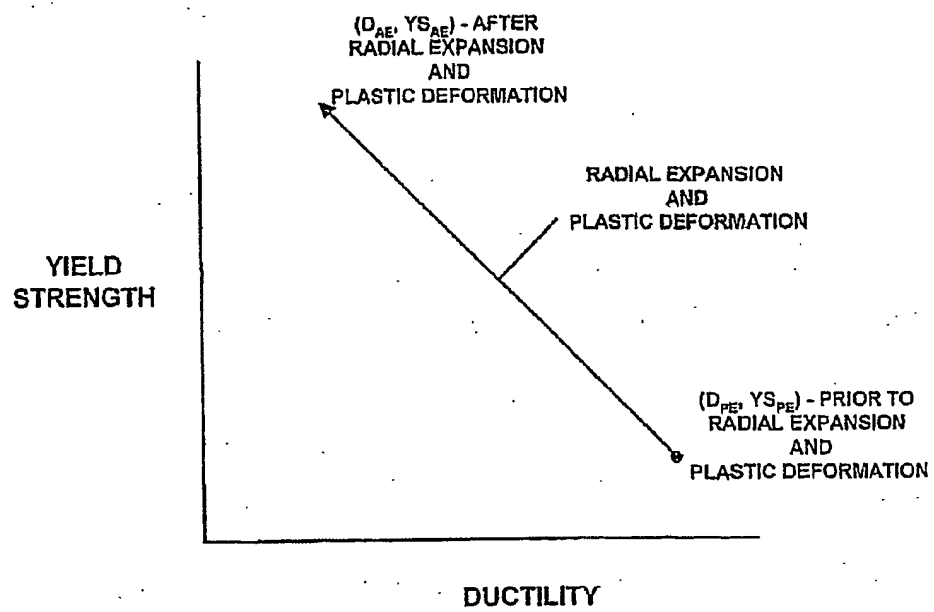 (D_AE, YS_AE) - AFTER
RADIAL EXPANSION
AND
PLASTIC DEFORMATION
RADIAL EXPANSION
AND
PLASTIC DEFORMATION
YIELD
STRENGTH
(D_PE, YS_PE) - PRIOR TO
RADIAL EXPANSION
AND
PLASTIC DEFORMATION
DUCTILITY